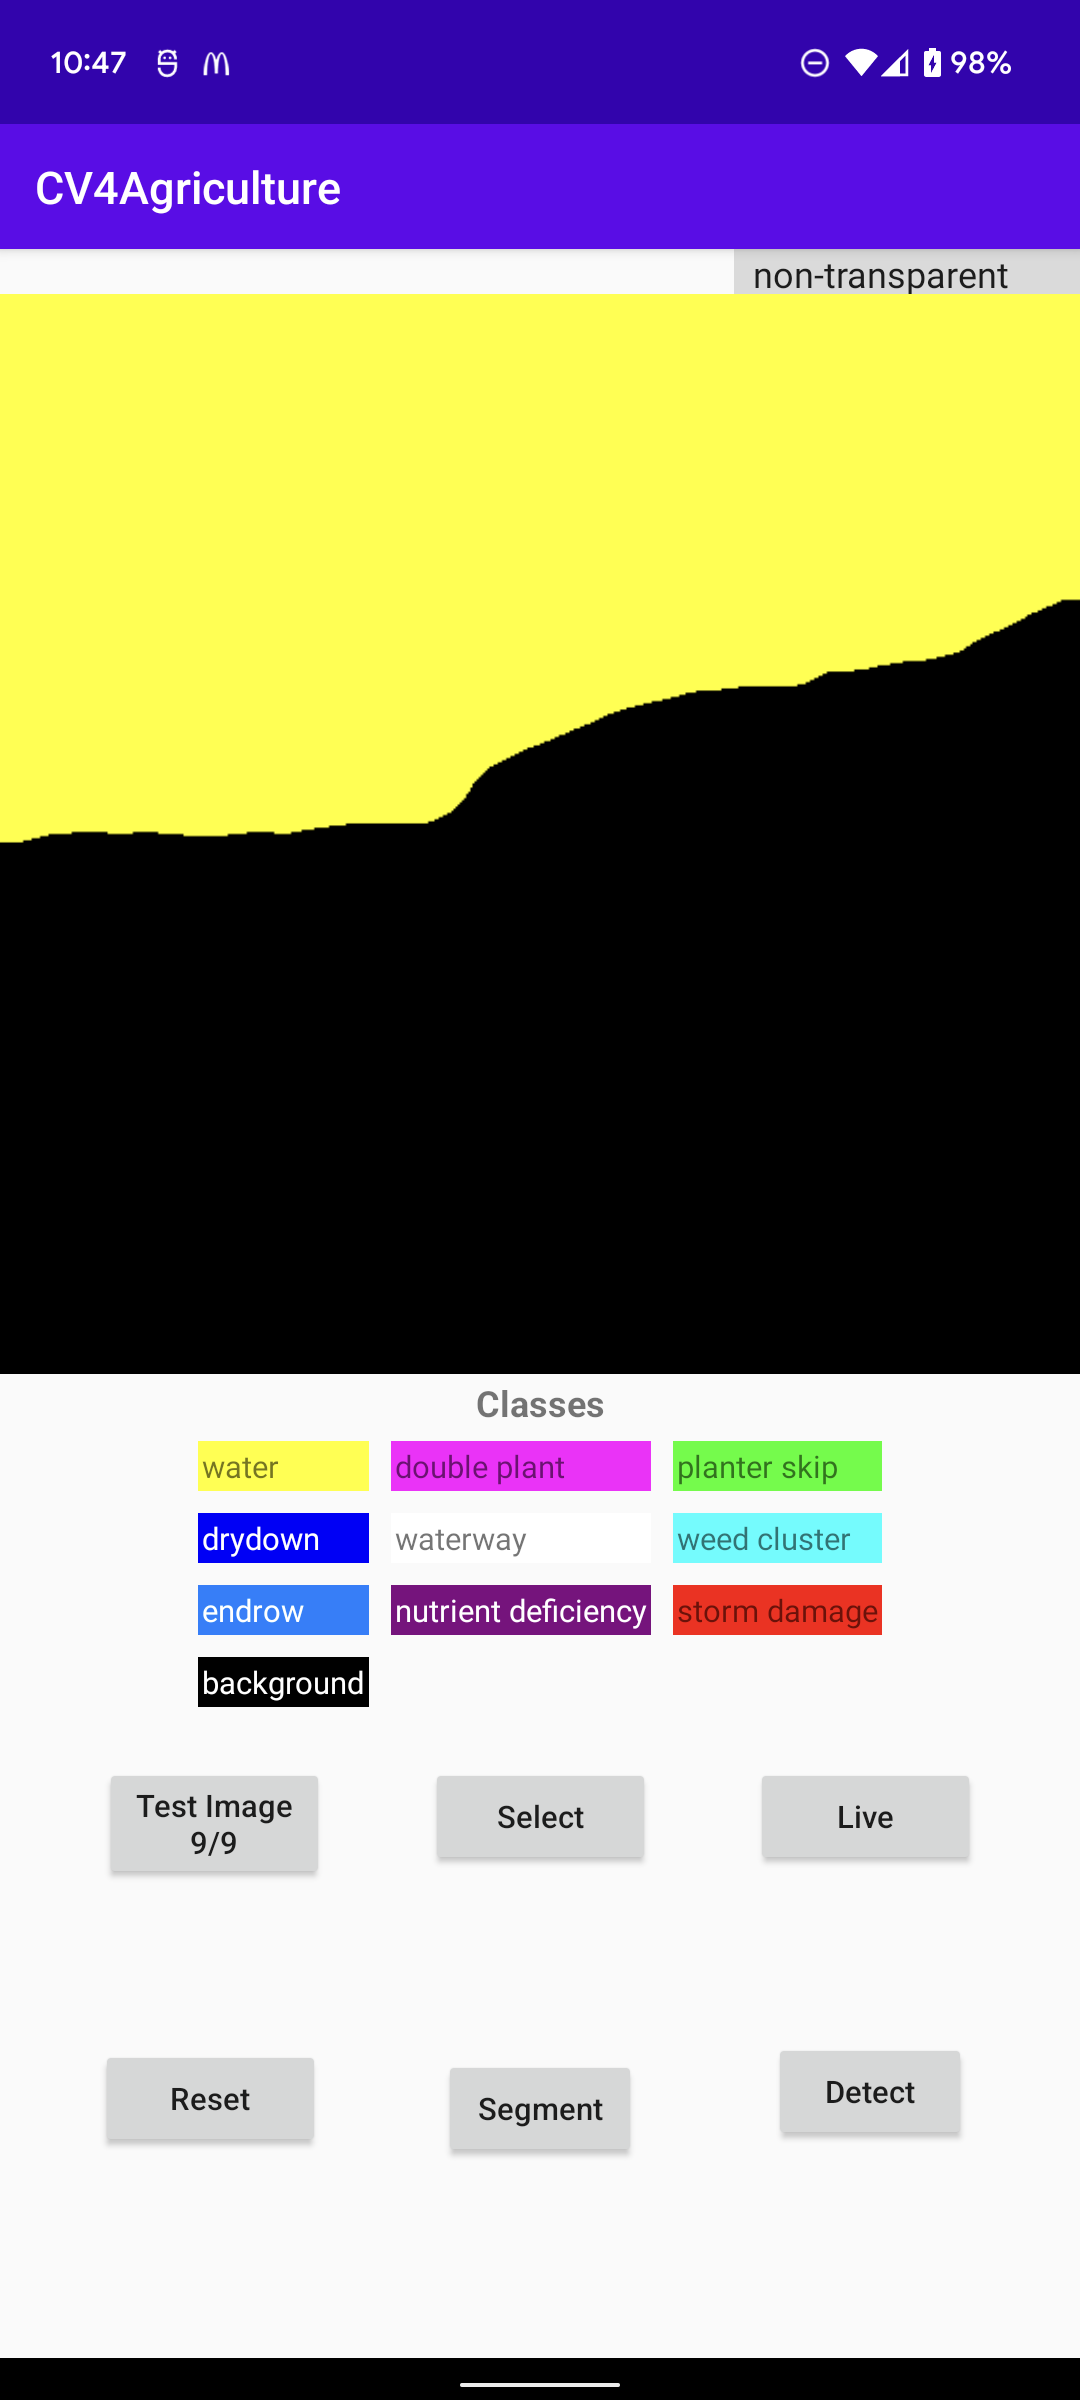 10:47 98%
CV4Agriculture
non-transparent
Classes
water double plant planter skip
drydown waterway weed cluster
endrow nutrient deficiency storm damage
background
Test Image
9/9
Select
Live
Reset
Segment
Detect